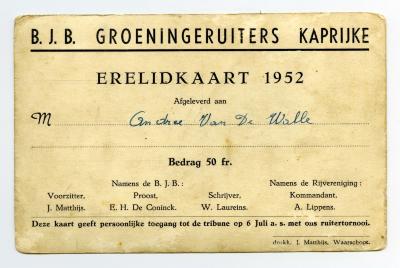 B. J. B. GROENINGERUITERS KAPRIJKE
ERELIDKAART 1952
Afgeleverd aan
M Andree Van De Walle
Bedrag 50 fr.
Namens de B. J. B. : Namens de Rijvereniging :
Voorzitter, Proost, Schrijver, Kommandant.
J. Matthijs. E. H. De Coninck. W. Laureins. A. Lippens.
Deze kaart geeft persoonlijke toegang tot de tribune op 6 Juli a. s. met ons ruitertornooi.
drukk. J. Matthijs, Waarschoot.